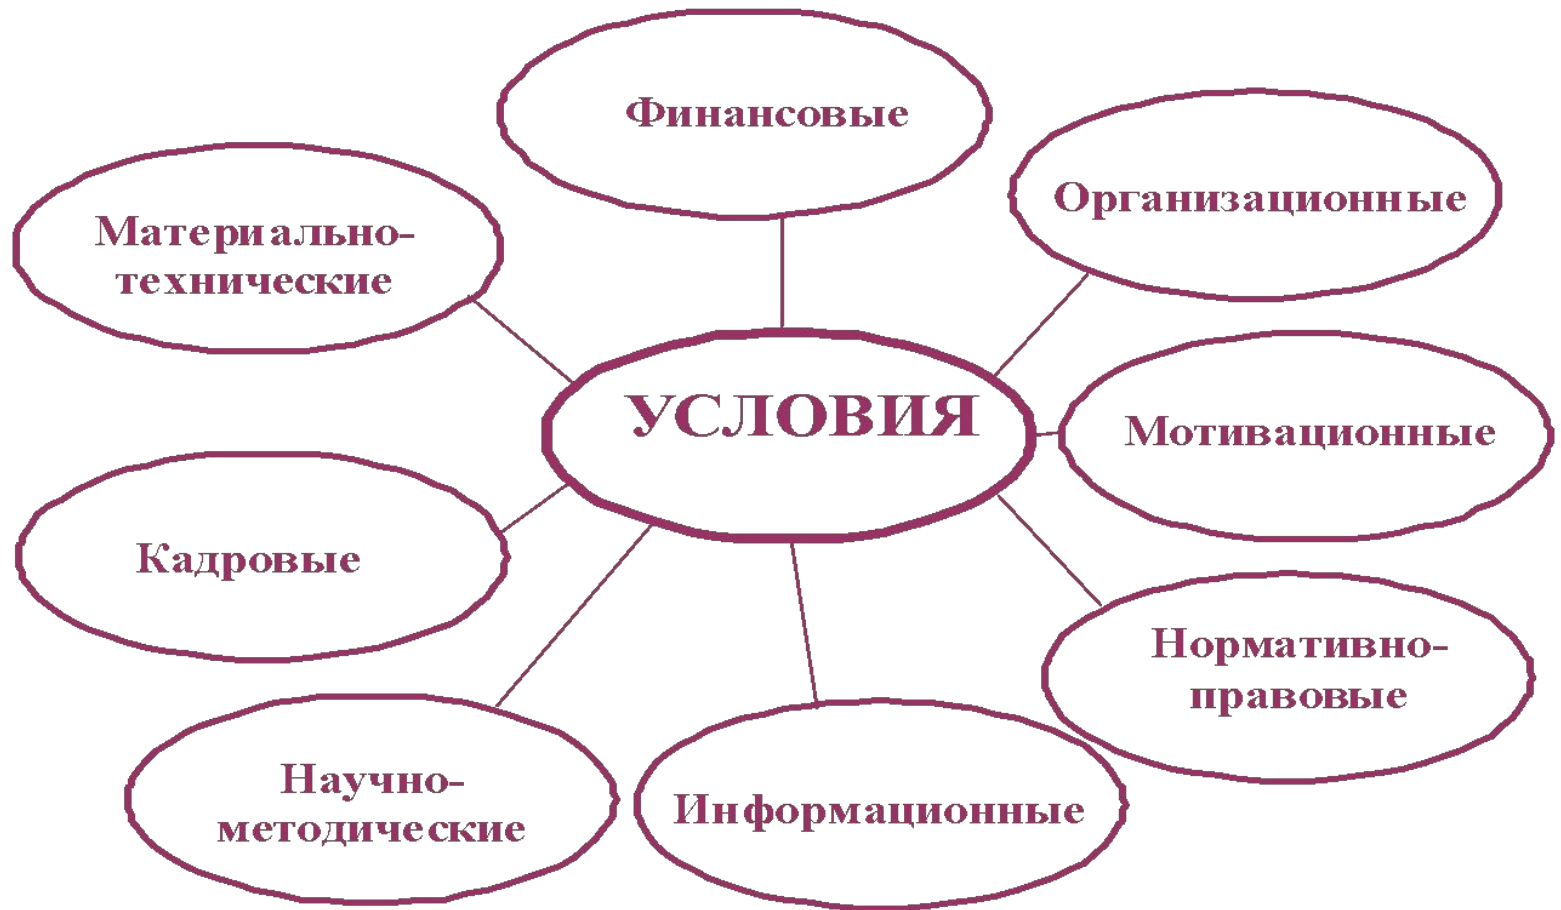 Финансовые
Организационные
Материально-
технические
УСЛОВИЯ
Мотивационные
Кадровые
Нормативно-
правовые
Научно-
методические
Информационные